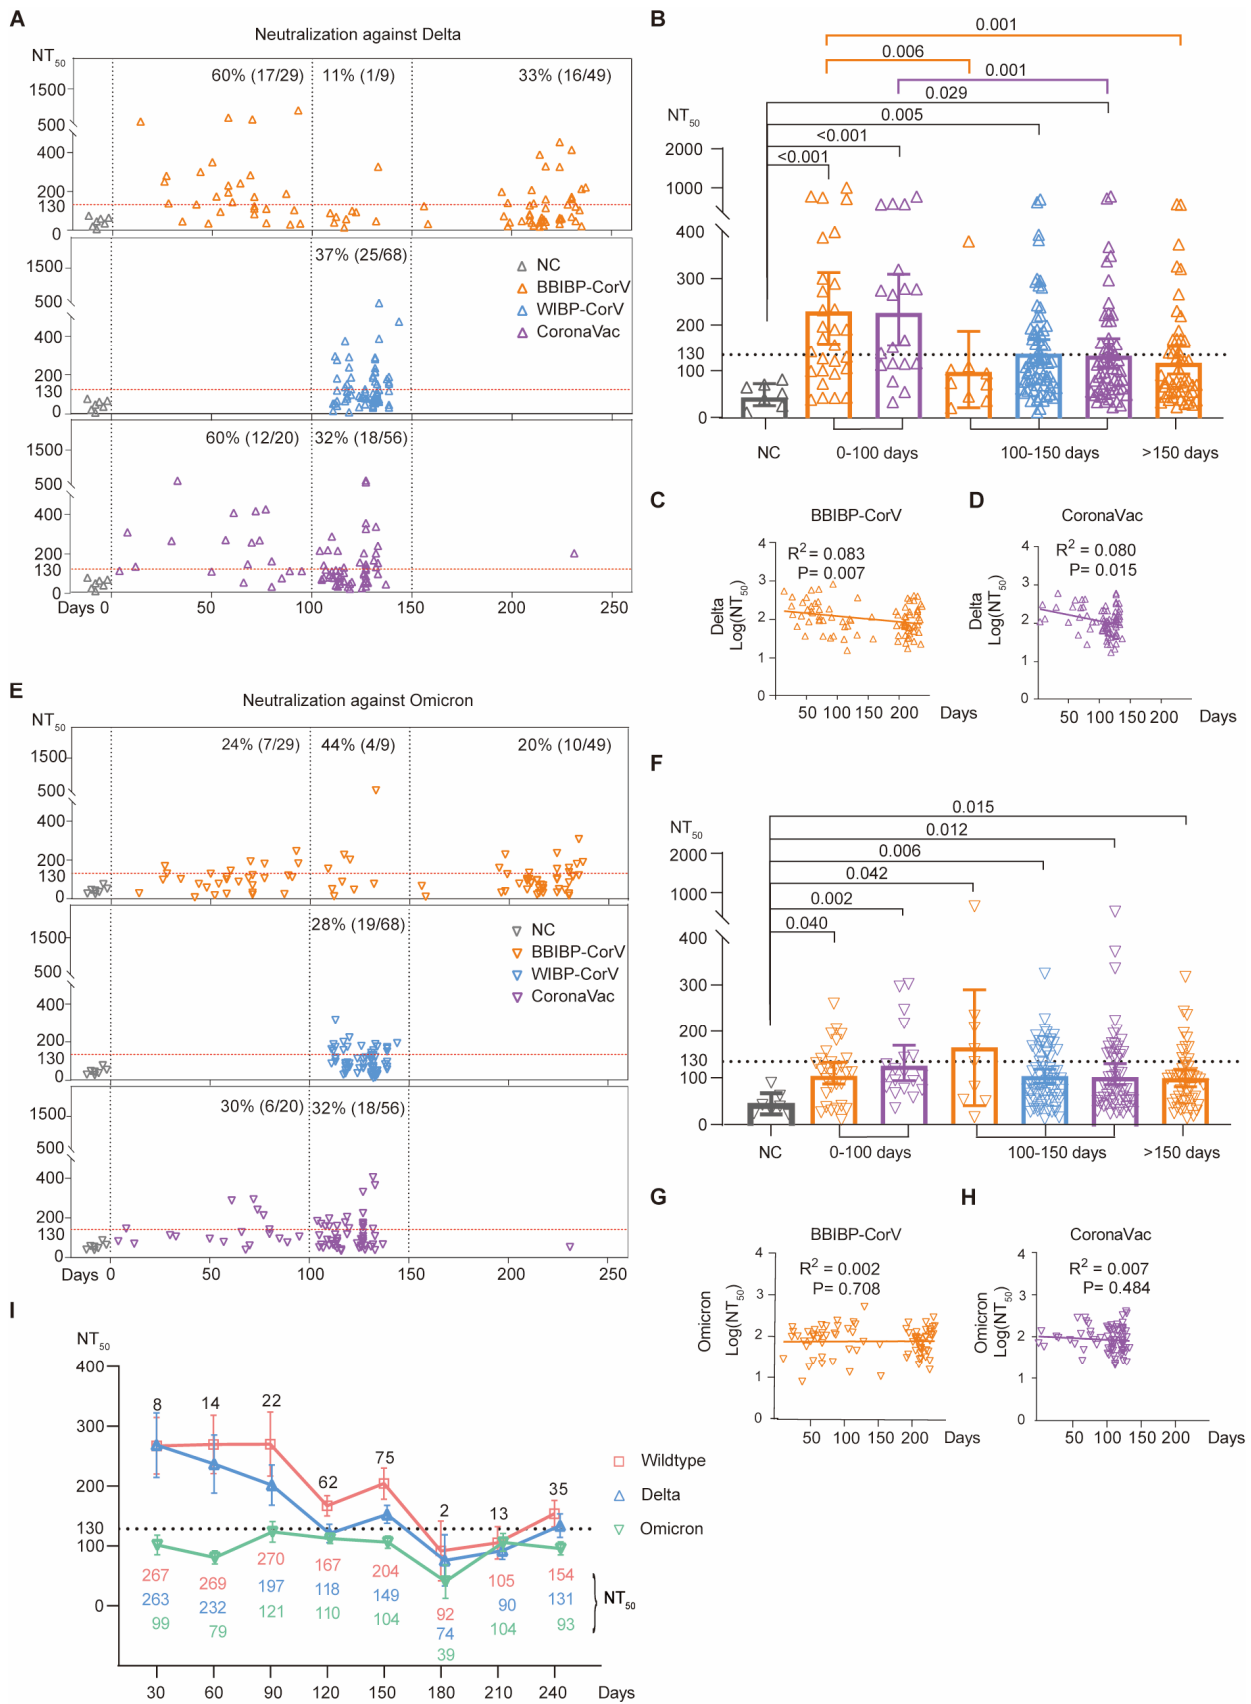 A
Neutralization against Delta
NT50
60% (17/29) 11% (1/9) 33% (16/49)
1500
500
400
200
130
0
37% (25/68)
1500
500
400
200
130
0
NC
BBIBP-CorV
WIBP-CorV
CoronaVac
60% (12/20) 32% (18/56)
1500
500
400
200
130
0
Days 0 50 100 150 200 250
B
0.001
0.006
0.001
0.029
0.005
<0.001
<0.001
NT50
2000
1000
400
300
200
130
100
0
NC 0-100 days 100-150 days >150 days
C
BBIBP-CorV
R2 = 0.083
P= 0.007
Delta
Log(NT50)
4
3
2
1
0
50 100 150 200 Days
D
CoronaVac
R2 = 0.080
P= 0.015
Delta
Log(NT50)
4
3
2
1
0
50 100 150 200 Days
E
Neutralization against Omicron
NT50
24% (7/29) 44% (4/9) 20% (10/49)
1500
500
400
200
130
0
28% (19/68)
1500
500
400
200
130
0
NC
BBIBP-CorV
WIBP-CorV
CoronaVac
30% (6/20) 32% (18/56)
1500
500
400
200
130
0
Days 0 50 100 150 200 250
F
0.015
0.012
0.006
0.042
0.002
0.040
NT50
2000
1000
400
300
200
130
100
0
NC 0-100 days 100-150 days >150 days
G
BBIBP-CorV
R2 = 0.002
P= 0.708
Omicron
Log(NT50)
4
3
2
1
0
50 100 150 200 Days
H
CoronaVac
R2 = 0.007
P= 0.484
Omicron
Log(NT50)
4
3
2
1
0
50 100 150 200 Days
I
NT50
400
300
200
130
100
0
8 14 22 62 75 2 13 35
Wildtype
Delta
Omicron
267 269 270 167 204 92 105 154
263 232 197 118 149 74 90 131
99 79 121 110 104 39 104 93
NT50
30 60 90 120 150 180 210 240 Days